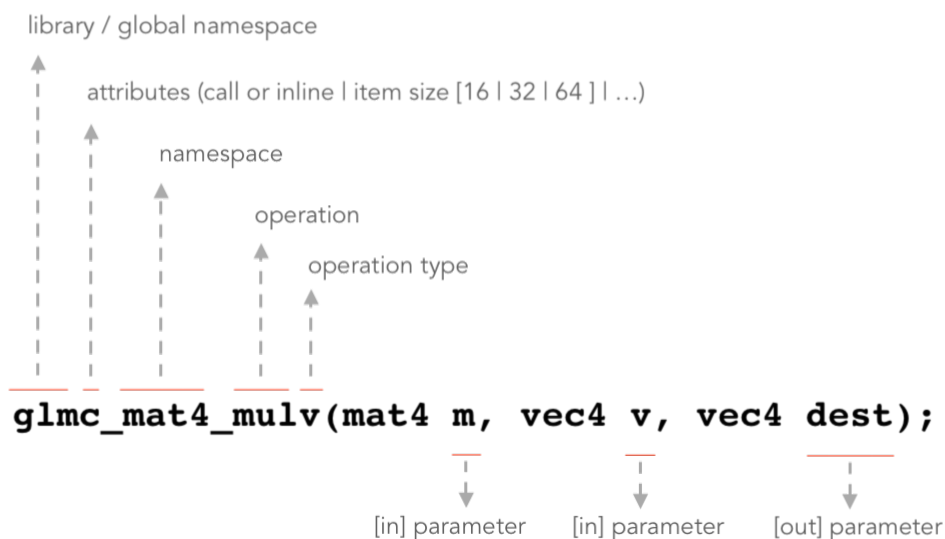 library / global namespace
attributes (call or inline | item size [16 | 32 | 64 ] | ...)
namespace
operation
operation type
glmc_mat4_mulv(mat4 m, vec4 v, vec4 dest);
[in] parameter [in] parameter [out] parameter